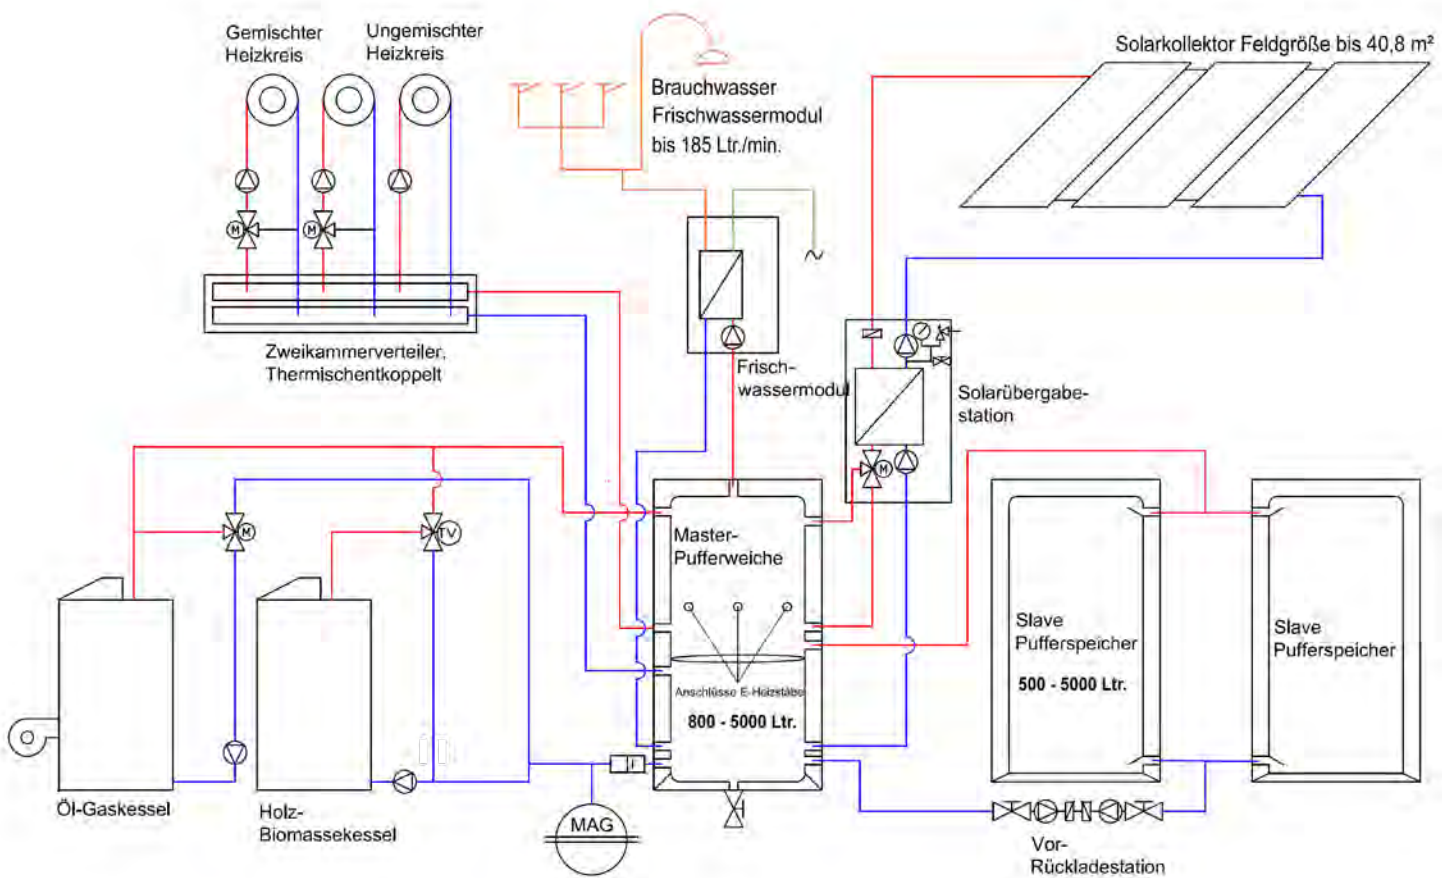 Gemischter
Heizkreis
Ungemischter
Heizkreis
Brauchwasser
Frischwassermodul
bis 185 Ltr./min.
Solarkollektor Feldgröße bis 40,8 m²
M
M
Zweikammerverteiler,
Thermischentkoppelt
Frisch-
wassermodul
Solarübergabe-
station
M
M
TV
Master-
Pufferweiche
Anschlüsse E-Heizstäbe
800 - 5000 Ltr.
Slave
Pufferspeicher
500 - 5000 Ltr.
Slave
Pufferspeicher
Öl-Gaskessel
Holz-
Biomassekessel
F
MAG
Vor-
Rückladestation